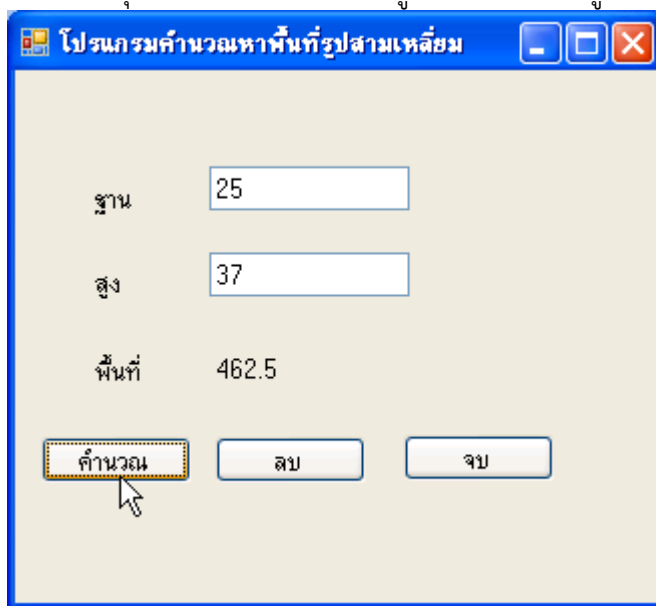 โปรแกรมคำนวณหาพื้นที่รูปสามเหลี่ยม
ฐาน 25
สูง 37
พื้นที่ 462.5
คำนวณ ลบ จบ